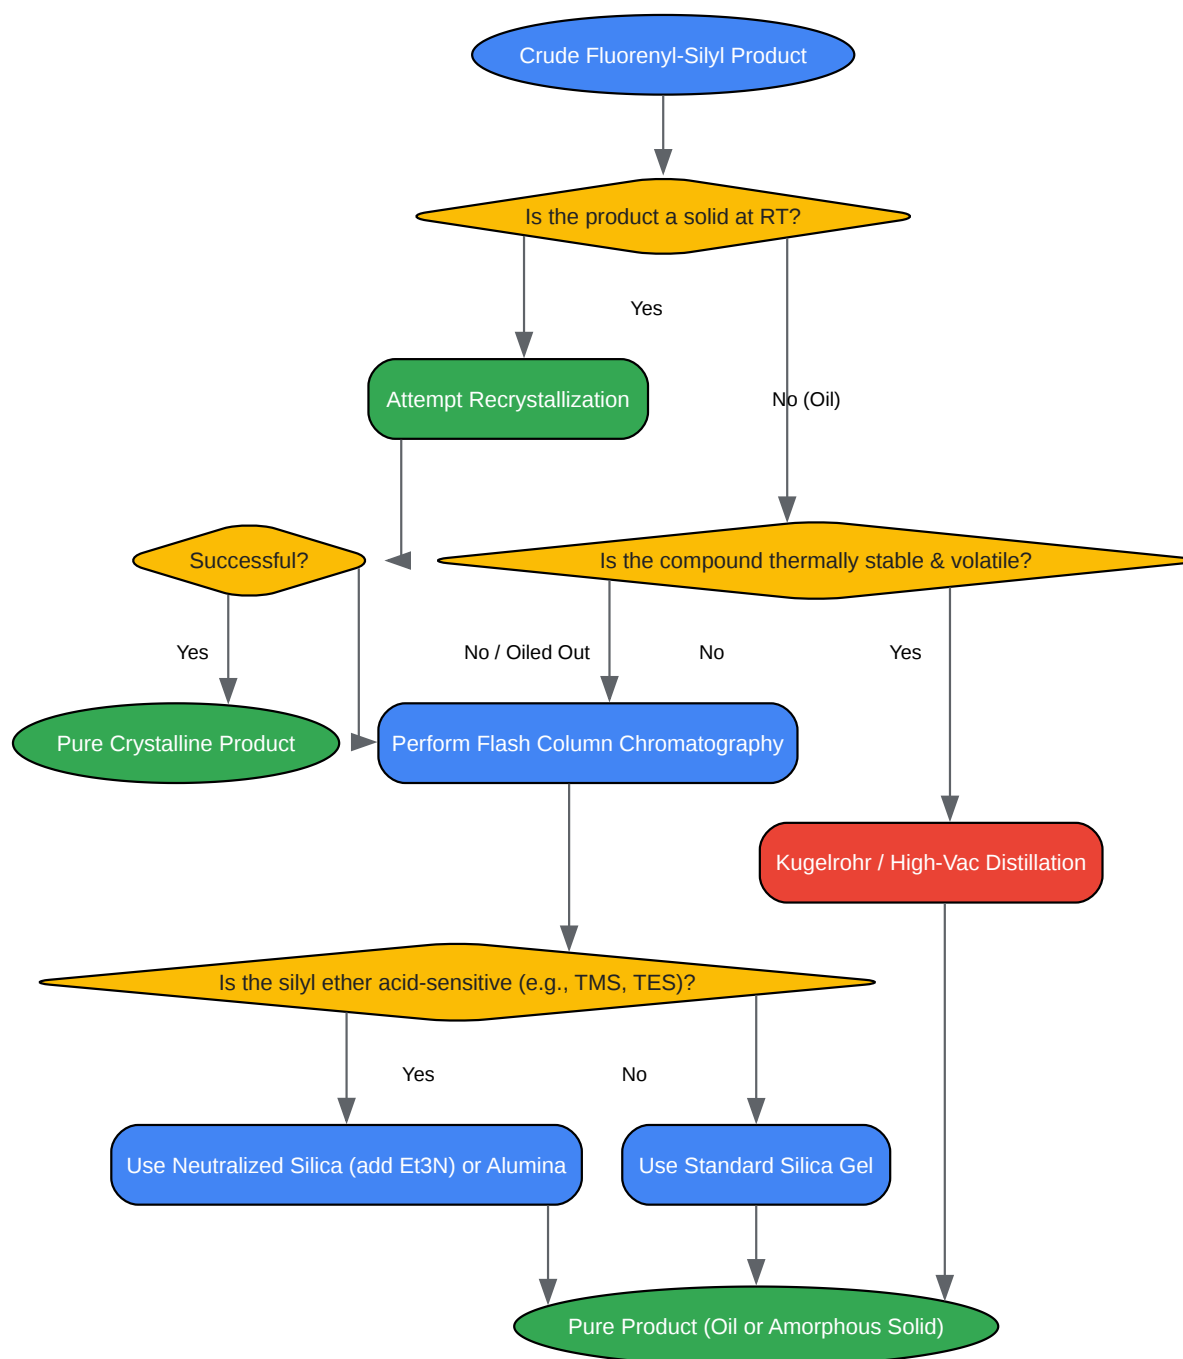 Crude Fluorenyl-Silyl Product
Is the product a solid at RT?
Yes
Attempt Recrystallization
No (Oil)
Successful?
Is the compound thermally stable & volatile?
Yes
No / Oiled Out
No
Yes
Pure Crystalline Product
Perform Flash Column Chromatography
Kugelrohr / High-Vac Distillation
Is the silyl ether acid-sensitive (e.g., TMS, TES)?
Yes
No
Use Neutralized Silica (add Et3N) or Alumina
Use Standard Silica Gel
Pure Product (Oil or Amorphous Solid)